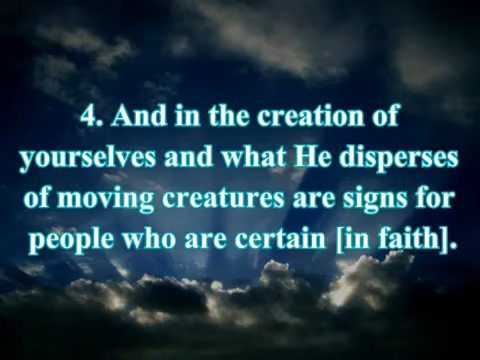 4. And in the creation of
yourselves and what He disperses
of moving creatures are signs for
people who are certain [in faith].